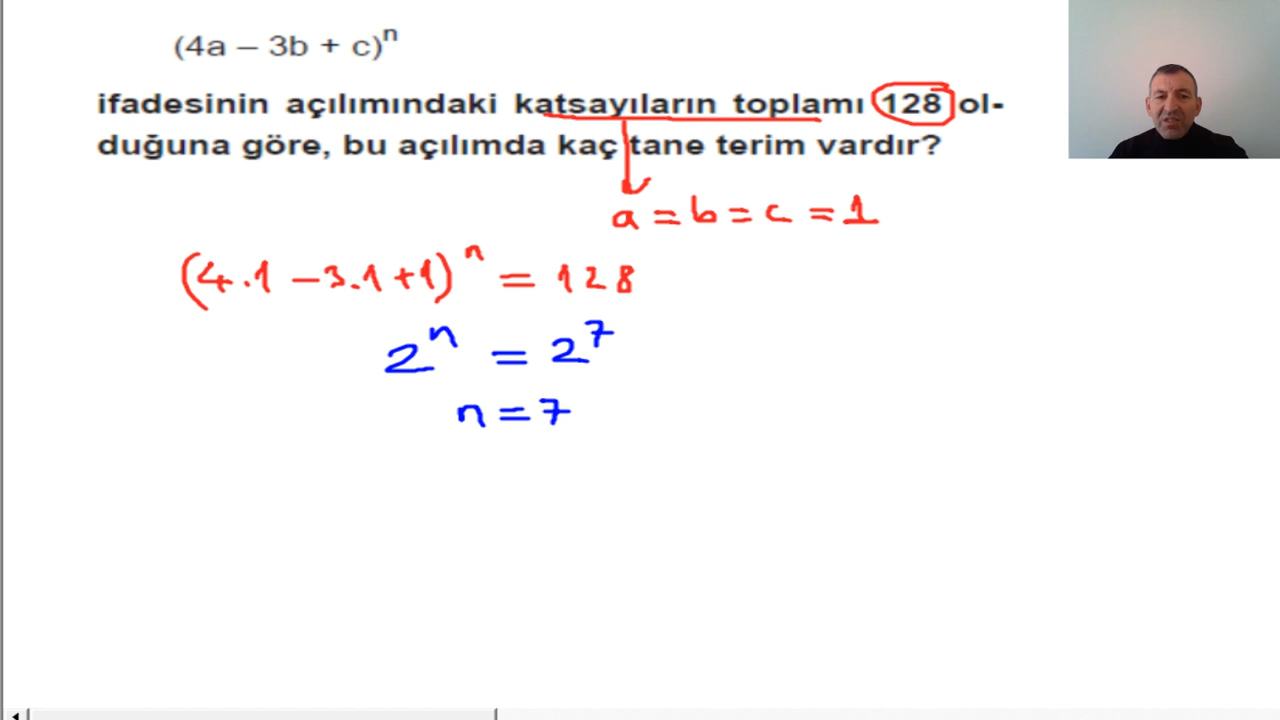 (4a – 3b + c)ⁿ
ifadesinin açılımındaki katsayıların toplamı 128 ol-
duğuna göre, bu açılımda kaç tane terim vardır?
a = b = c = 1
(4.1 – 3.1 + 1)ⁿ = 128
2ⁿ = 2⁷
n = 7